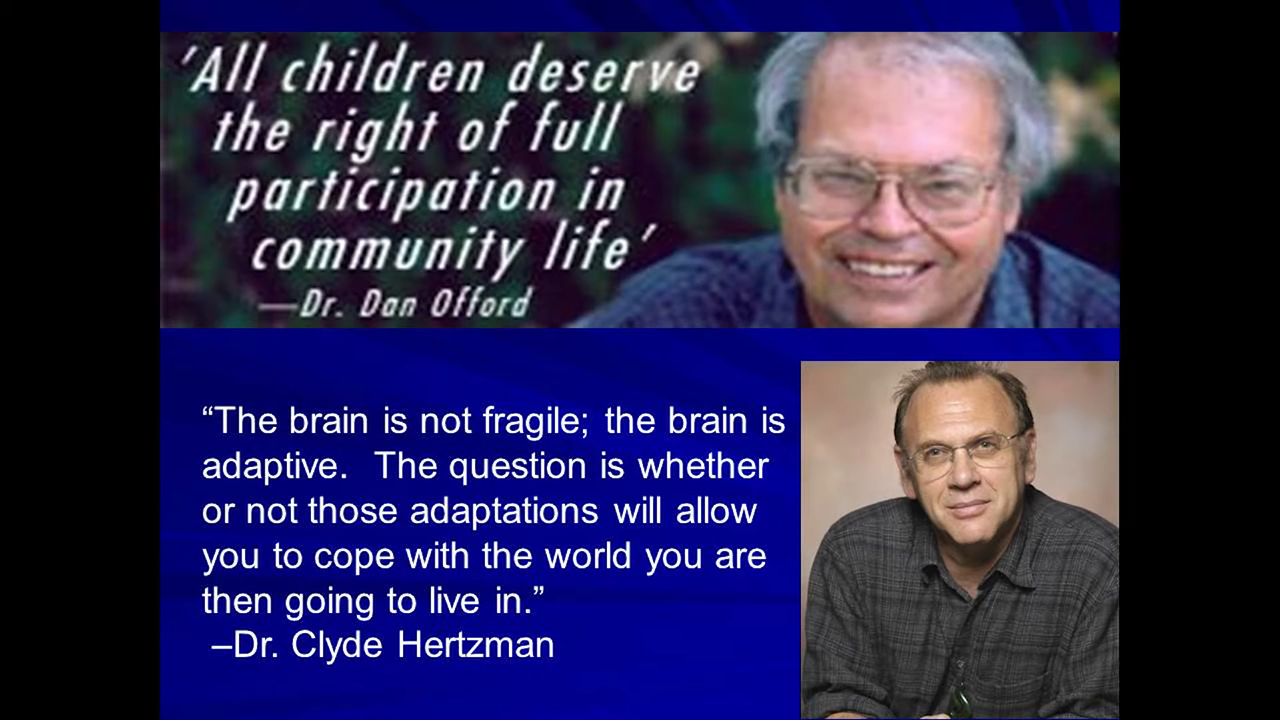 'All children deserve
the right of full
participation in
community life'
—Dr. Dan Offord
“The brain is not fragile; the brain is
adaptive.  The question is whether
or not those adaptations will allow
you to cope with the world you are
then going to live in.”
–Dr. Clyde Hertzman